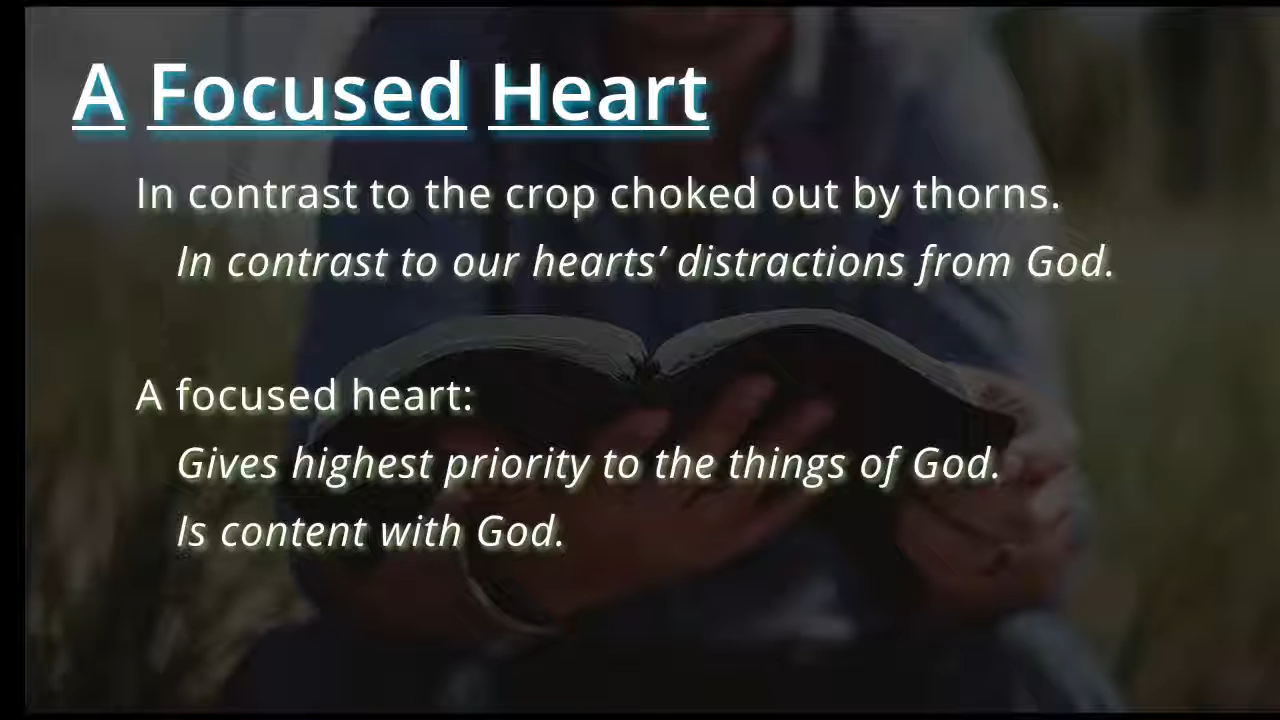 A Focused Heart
In contrast to the crop choked out by thorns.
In contrast to our hearts’ distractions from God.
A focused heart:
Gives highest priority to the things of God.
Is content with God.